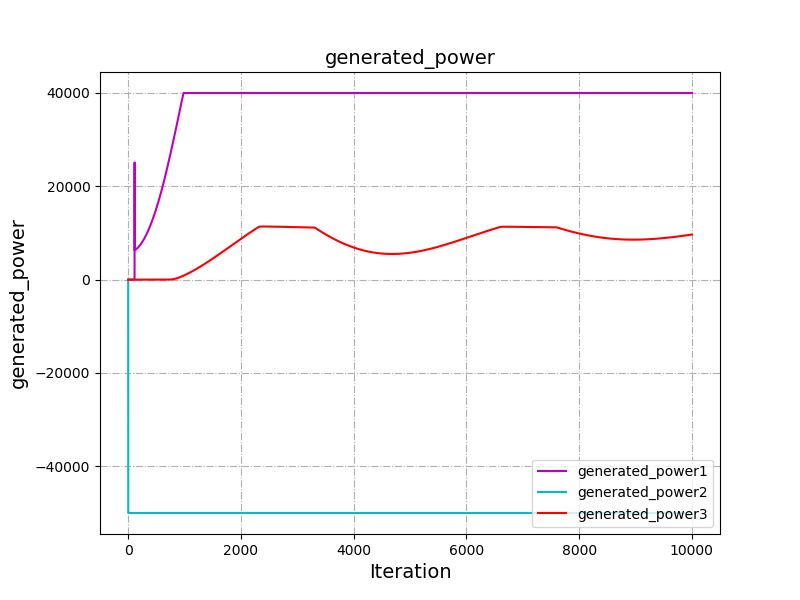 generated_power
40000
20000
0
−20000
−40000
generated_power
0
2000
4000
6000
8000
10000
Iteration
generated_power1
generated_power2
generated_power3